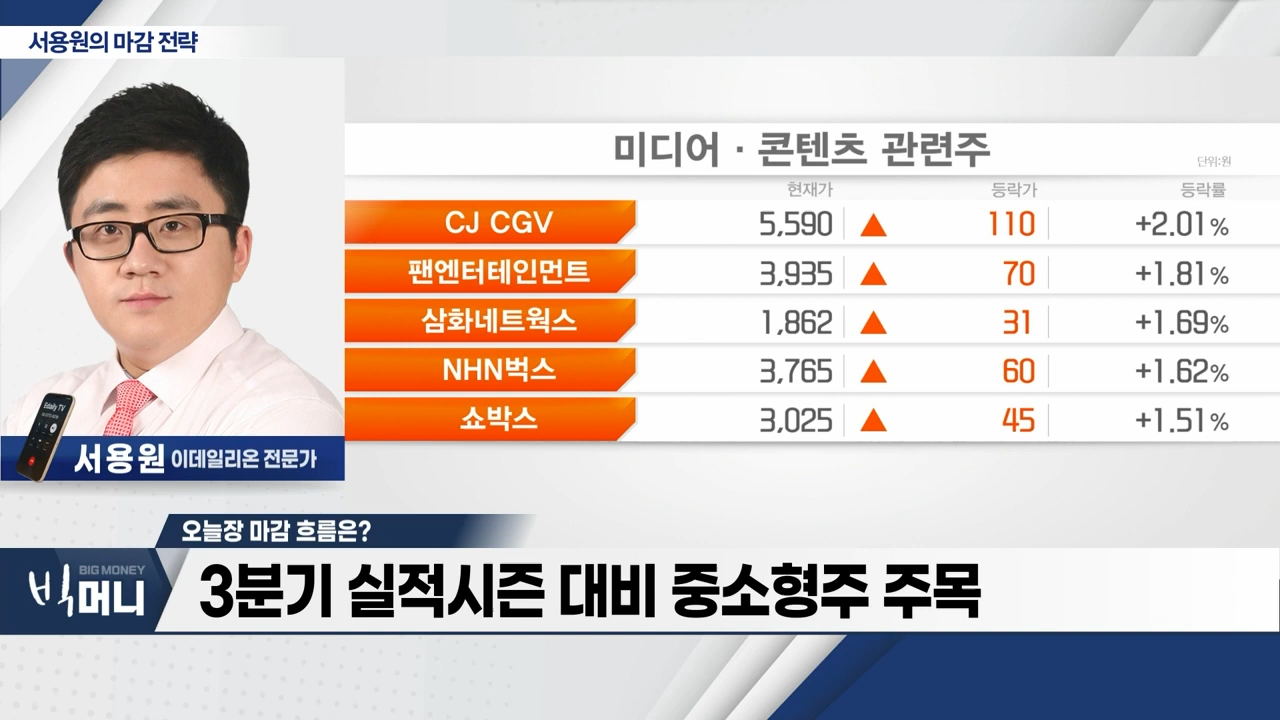 서용원의 마감 전략
미디어 · 콘텐츠 관련주
단위:원
현재가 등락가 등락률
CJ CGV 5,590 ▲ 110 +2.01%
팬엔터테인먼트 3,935 ▲ 70 +1.81%
삼화네트웍스 1,862 ▲ 31 +1.69%
NHN벅스 3,765 ▲ 60 +1.62%
쇼박스 3,025 ▲ 45 +1.51%
Edaily TV
서용원 이데일리온 전문가
오늘장 마감 흐름은?
BIG MONEY
빅머니
3분기 실적시즌 대비 중소형주 주목